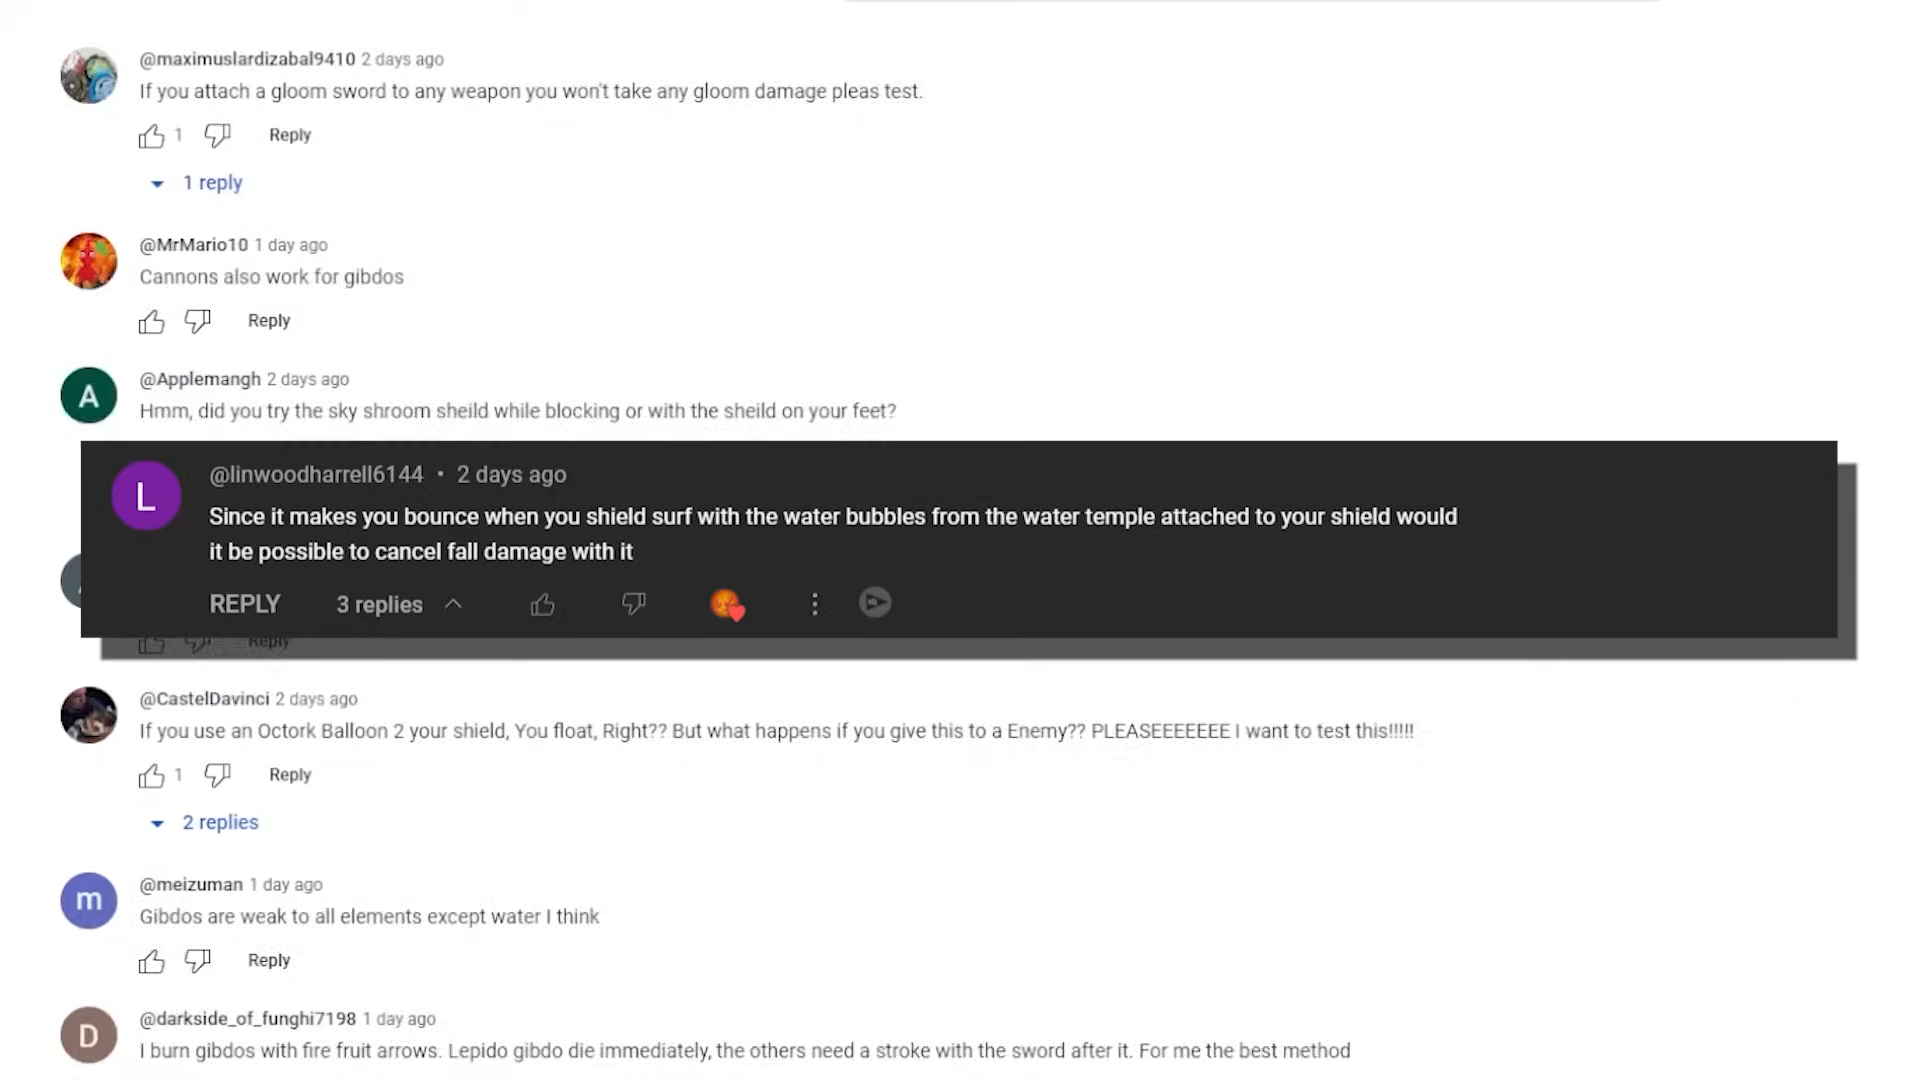 @maximuslardizabal9410 2 days ago
If you attach a gloom sword to any weapon you won't take any gloom damage pleas test.
1 Reply
1 reply
@MrMario10 1 day ago
Cannons also work for gibdos
Reply
A @Applemangh 2 days ago
Hmm, did you try the sky shroom sheild while blocking or with the sheild on your feet?
L @linwoodharrell6144 • 2 days ago
Since it makes you bounce when you shield surf with the water bubbles from the water temple attached to your shield would
it be possible to cancel fall damage with it
REPLY 3 replies
Reply
@CastelDavinci 2 days ago
If you use an Octork Balloon 2 your shield, You float, Right?? But what happens if you give this to a Enemy?? PLEASEEEEEEE I want to test this!!!!!
1 Reply
2 replies
m @meizuman 1 day ago
Gibdos are weak to all elements except water I think
Reply
D @darkside_of_funghi7198 1 day ago
I burn gibdos with fire fruit arrows. Lepido gibdo die immediately, the others need a stroke with the sword after it. For me the best method